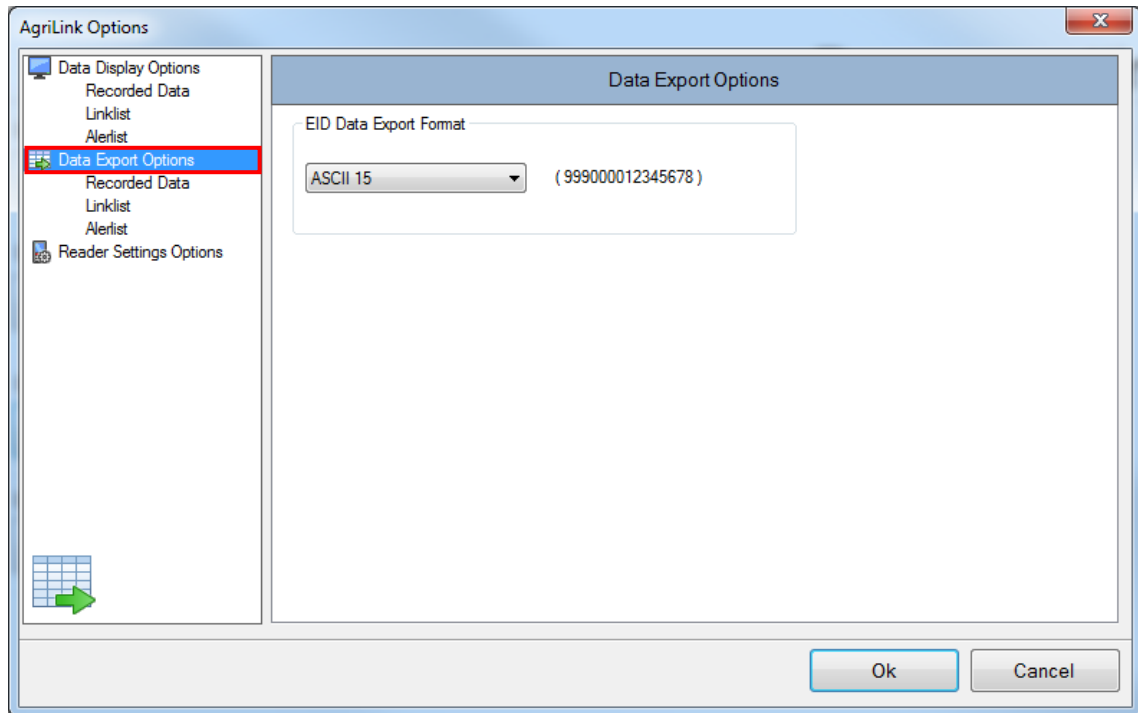 AgriLink Options
x
Data Display Options
Recorded Data
Linklist
Alerlist
Data Export Options
Recorded Data
Linklist
Alerlist
Reader Settings Options
Data Export Options
EID Data Export Format
ASCII 15
( 999000012345678 )
Ok
Cancel